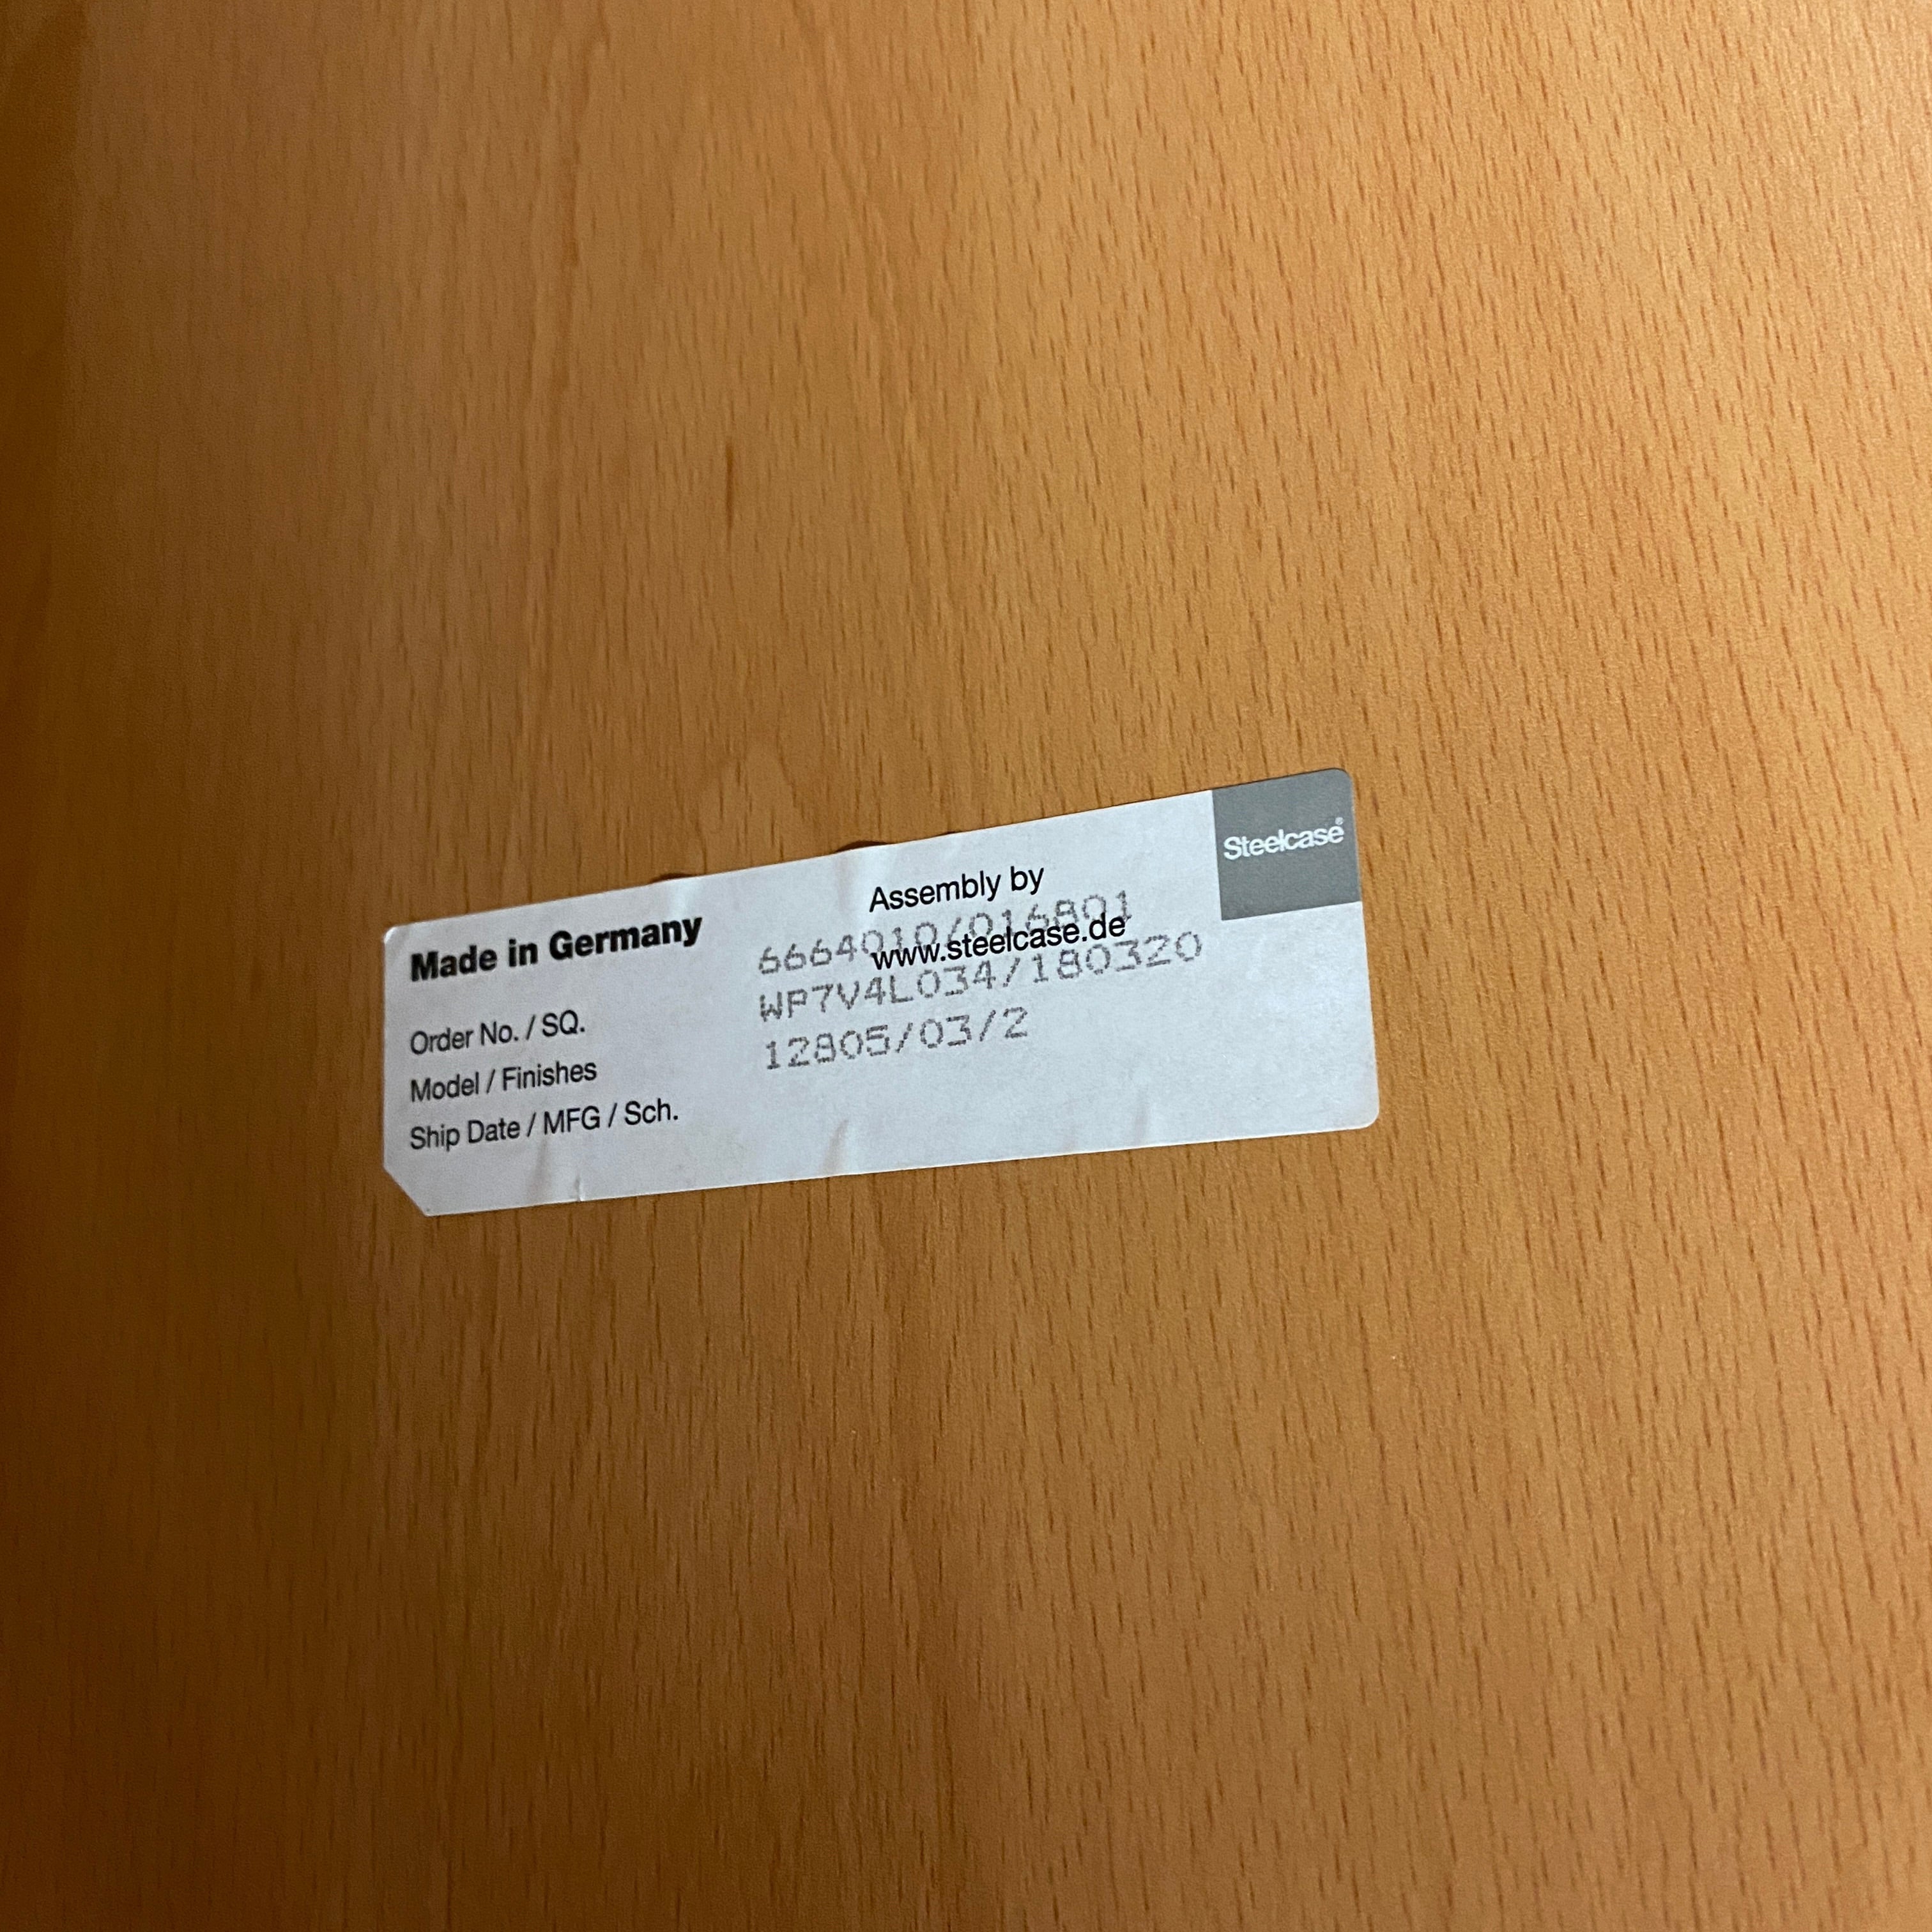 Steelcase®
Assembly by
Made in Germany
6664010/016801
www.steelcase.de
WP7V4L034/180320
Order No. / SQ.
12805/03/2
Model / Finishes
Ship Date / MFG / Sch.